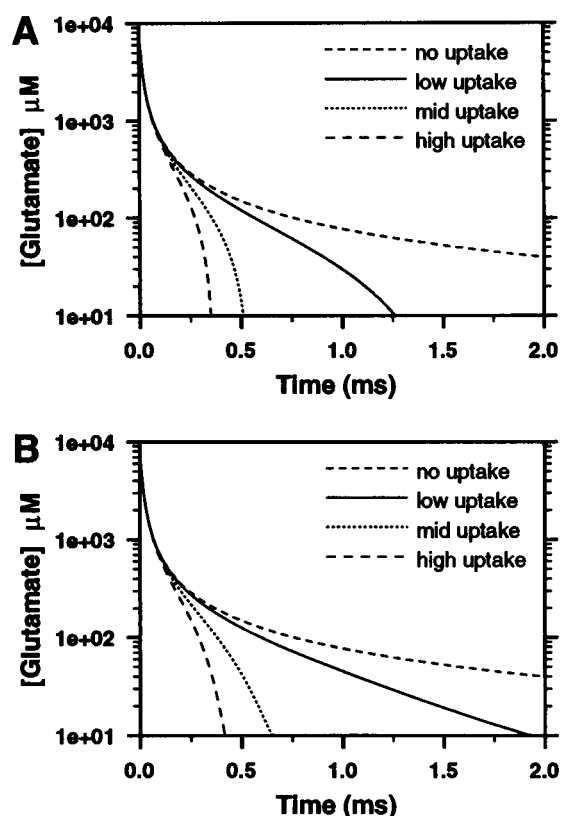 A
1e+04
1e+03
1e+02
1e+01
[Glutamate] μM
no uptake
low uptake
mid uptake
high uptake
0.0 0.5 1.0 1.5 2.0
Time (ms)
B
1e+04
1e+03
1e+02
1e+01
[Glutamate] μM
no uptake
low uptake
mid uptake
high uptake
0.0 0.5 1.0 1.5 2.0
Time (ms)